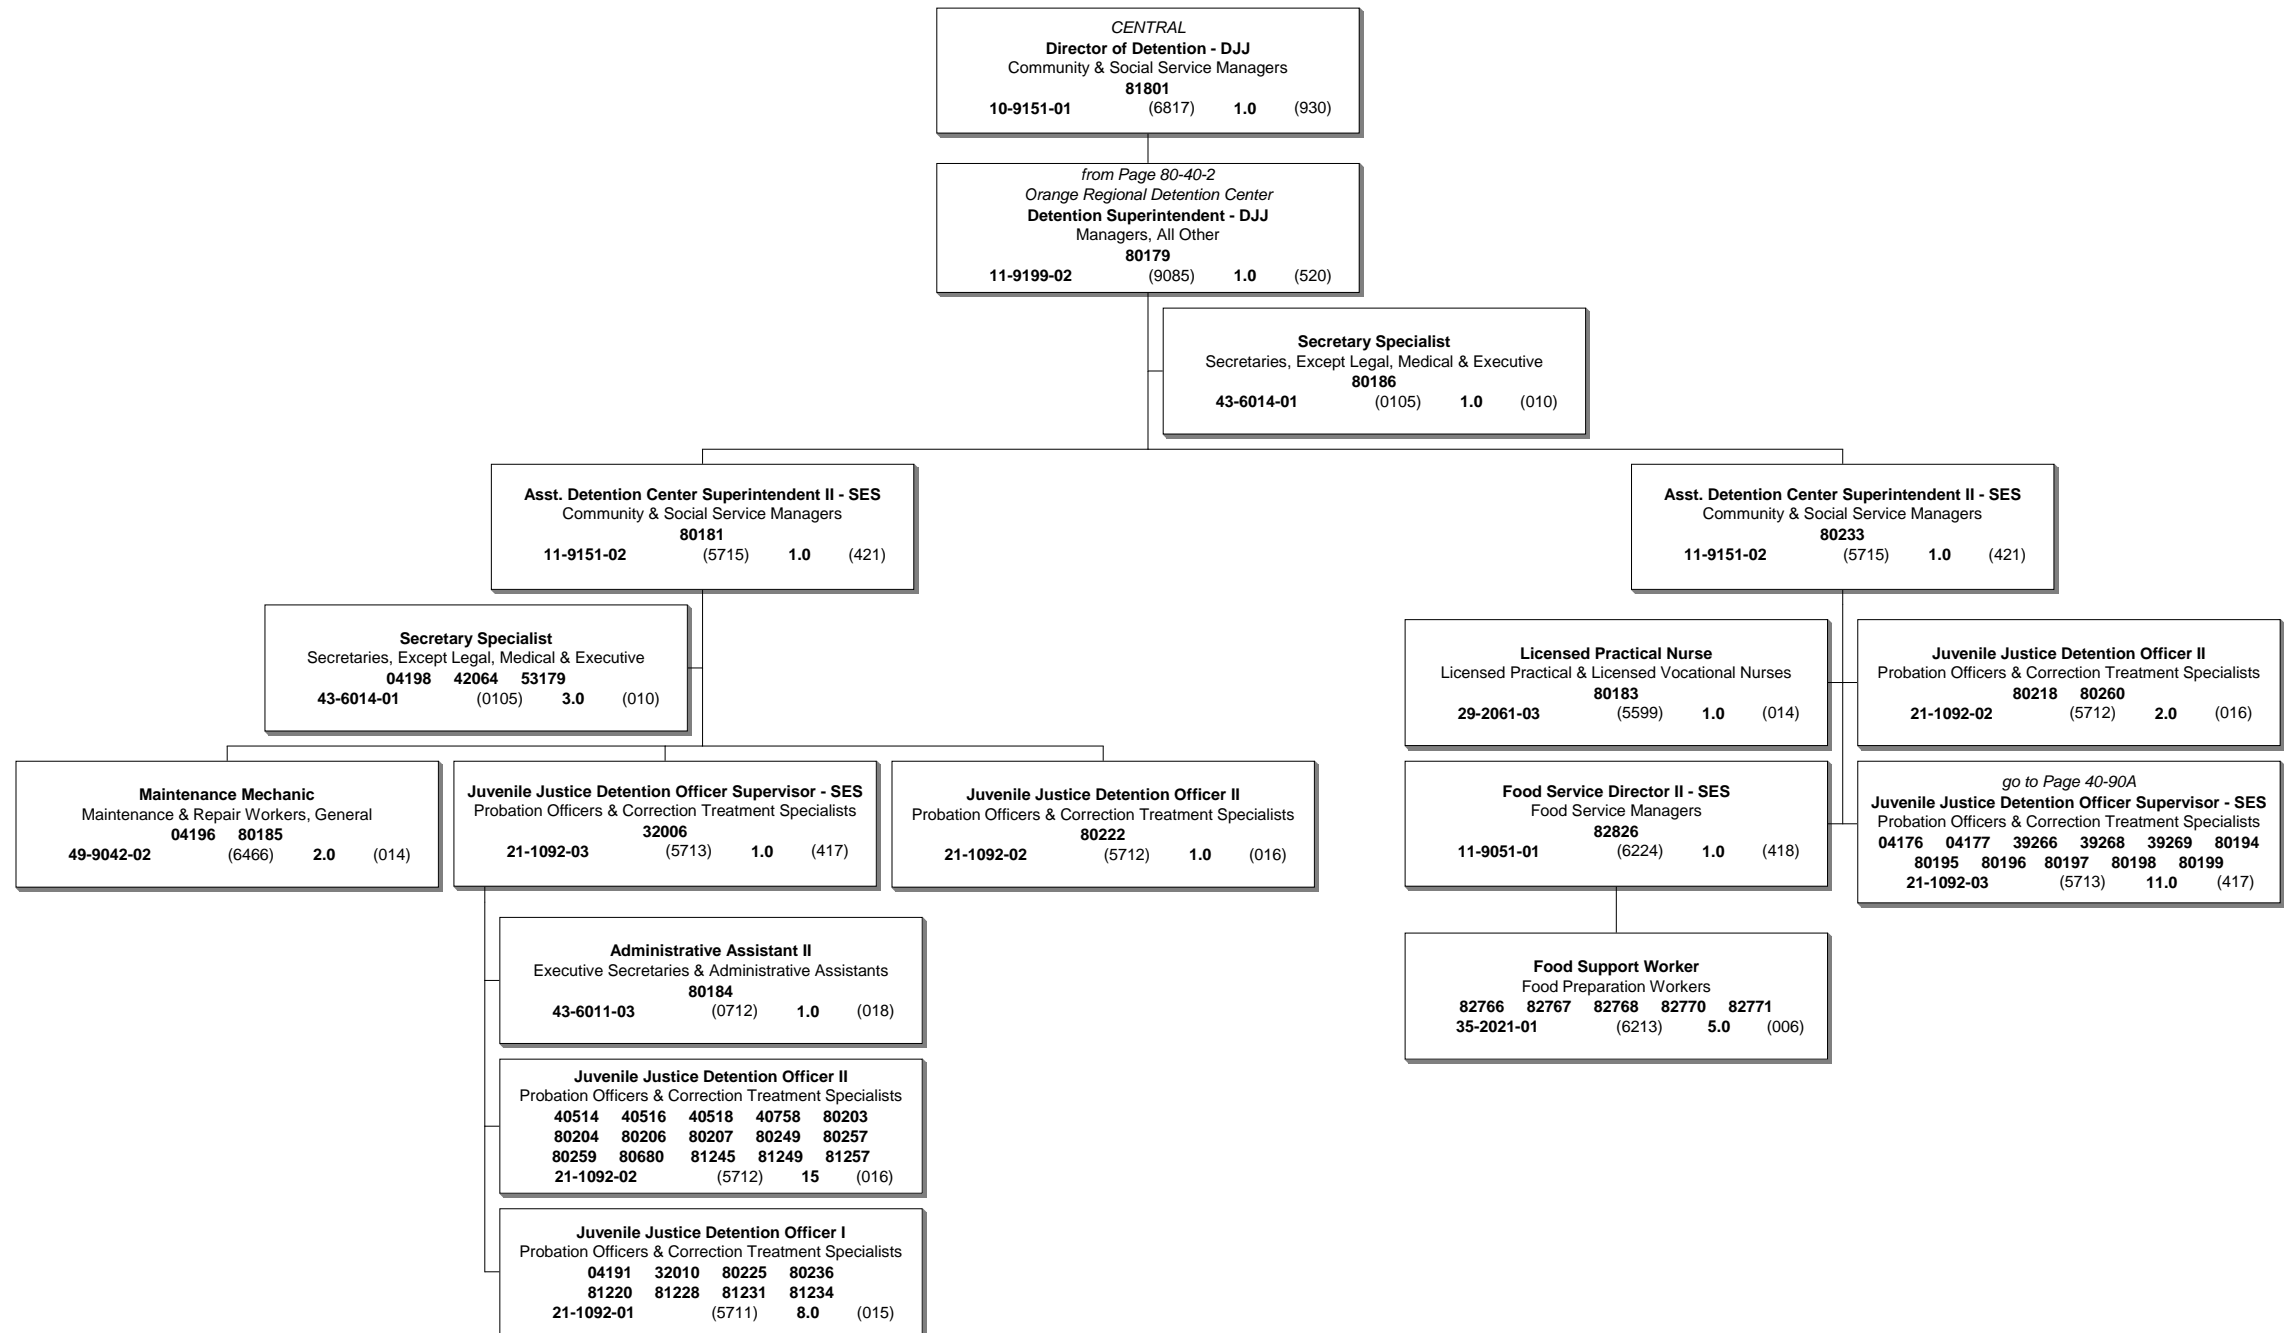 CENTRAL
Director of Detention - DJJ
Community & Social Service Managers
81801
10-9151-01 (6817) 1.0 (930)
from Page 80-40-2
Orange Regional Detention Center
Detention Superintendent - DJJ
Managers, All Other
80179
11-9199-02 (9085) 1.0 (520)
Secretary Specialist
Secretaries, Except Legal, Medical & Executive
80186
43-6014-01 (0105) 1.0 (010)
Asst. Detention Center Superintendent II - SES
Community & Social Service Managers
80181
11-9151-02 (5715) 1.0 (421)
Secretary Specialist
Secretaries, Except Legal, Medical & Executive
04198 42064 53179
43-6014-01 (0105) 3.0 (010)
Maintenance Mechanic
Maintenance & Repair Workers, General
04196 80185
49-9042-02 (6466) 2.0 (014)
Juvenile Justice Detention Officer Supervisor - SES
Probation Officers & Correction Treatment Specialists
32006
21-1092-03 (5713) 1.0 (417)
Juvenile Justice Detention Officer II
Probation Officers & Correction Treatment Specialists
80222
21-1092-02 (5712) 1.0 (016)
Administrative Assistant II
Executive Secretaries & Administrative Assistants
80184
43-6011-03 (0712) 1.0 (018)
Juvenile Justice Detention Officer II
Probation Officers & Correction Treatment Specialists
40514 40516 40518 40758 80203
80204 80206 80207 80249 80257
80259 80680 81245 81249 81257
21-1092-02 (5712) 15 (016)
Juvenile Justice Detention Officer I
Probation Officers & Correction Treatment Specialists
04191 32010 80225 80236
81220 81228 81231 81234
21-1092-01 (5711) 8.0 (015)
Asst. Detention Center Superintendent II - SES
Community & Social Service Managers
80233
11-9151-02 (5715) 1.0 (421)
Licensed Practical Nurse
Licensed Practical & Licensed Vocational Nurses
80183
29-2061-03 (5599) 1.0 (014)
Juvenile Justice Detention Officer II
Probation Officers & Correction Treatment Specialists
80218 80260
21-1092-02 (5712) 2.0 (016)
Food Service Director II - SES
Food Service Managers
82826
11-9051-01 (6224) 1.0 (418)
go to Page 40-90A
Juvenile Justice Detention Officer Supervisor - SES
Probation Officers & Correction Treatment Specialists
04176 04177 39266 39268 39269 80194
80195 80196 80197 80198 80199
21-1092-03 (5713) 11.0 (417)
Food Support Worker
Food Preparation Workers
82766 82767 82768 82770 82771
35-2021-01 (6213) 5.0 (006)